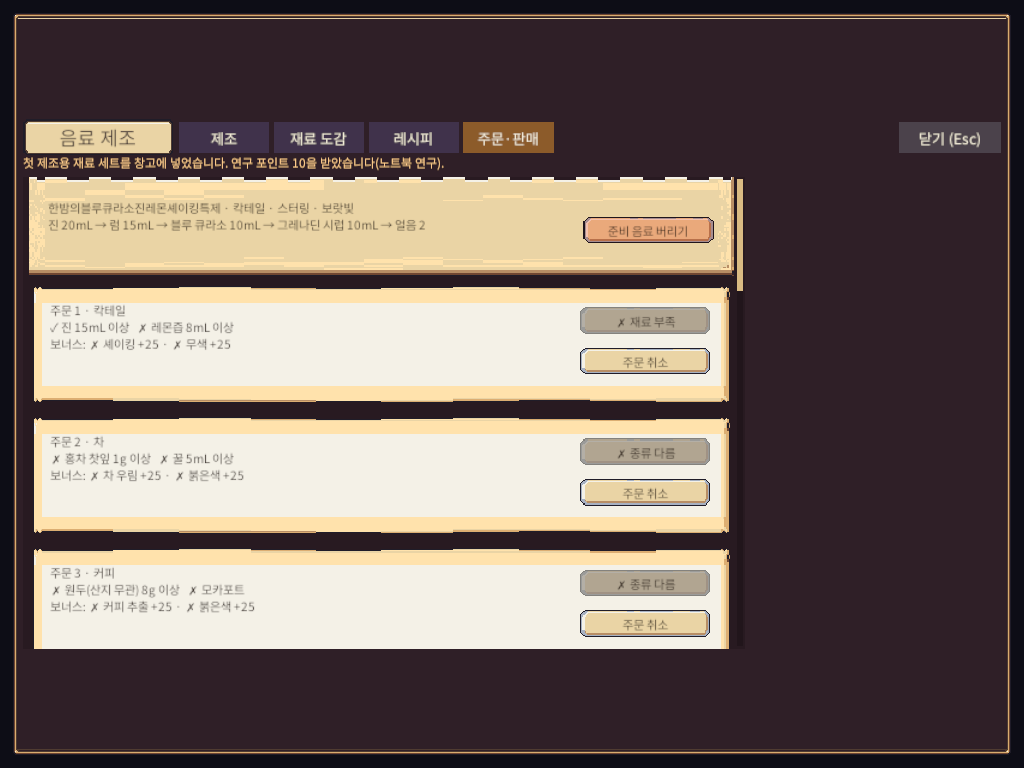 음료 제조
제조
재료 도감
레시피
주문·판매
닫기 (Esc)
첫 제조용 재료 세트를 창고에 넣었습니다. 연구 포인트 10을 받았습니다(노트북 연구).
한밤의블루큐라소진레몬셰이킹특제 · 칵테일 · 스터링 · 보랏빛
진 20mL → 럼 15mL → 블루 큐라소 10mL → 그레나딘 시럽 10mL → 얼음 2
준비 음료 버리기
주문 1 · 칵테일
✓ 진 15mL 이상 ✗ 레몬즙 8mL 이상
보너스: ✗ 셰이킹 +25 · ✗ 무색 +25
✗ 재료 부족
주문 취소
주문 2 · 차
✗ 홍차 찻잎 1g 이상 ✗ 꿀 5mL 이상
보너스: ✗ 차 우림 +25 · ✗ 붉은색 +25
✗ 종류 다름
주문 취소
주문 3 · 커피
✗ 원두(산지 무관) 8g 이상 ✗ 모카포트
보너스: ✗ 커피 추출 +25 · ✗ 붉은색 +25
✗ 종류 다름
주문 취소